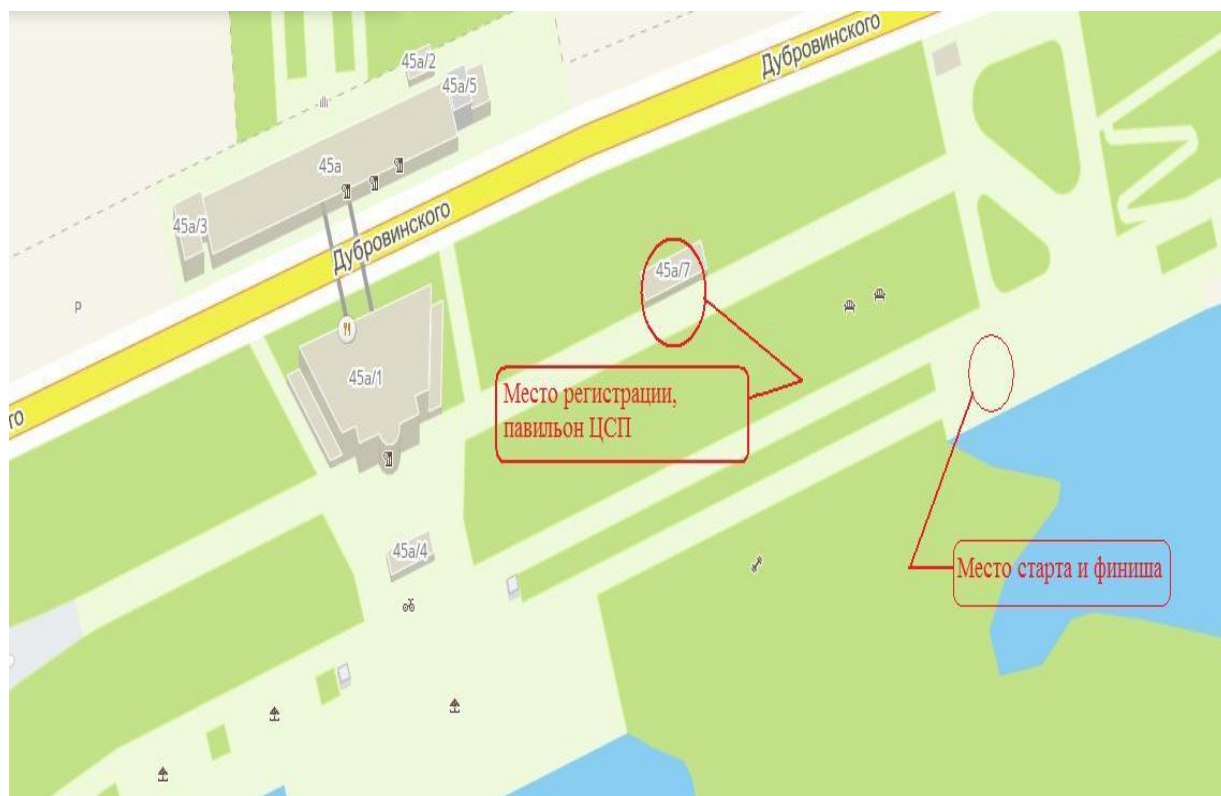 Дубровинского
45а/2
45а/5
45а
45а/3
Дубровинского
45а/7
P
45а/1
Место регистрации,
павильон ЦСП
го
45а/4
Место старта и финиша